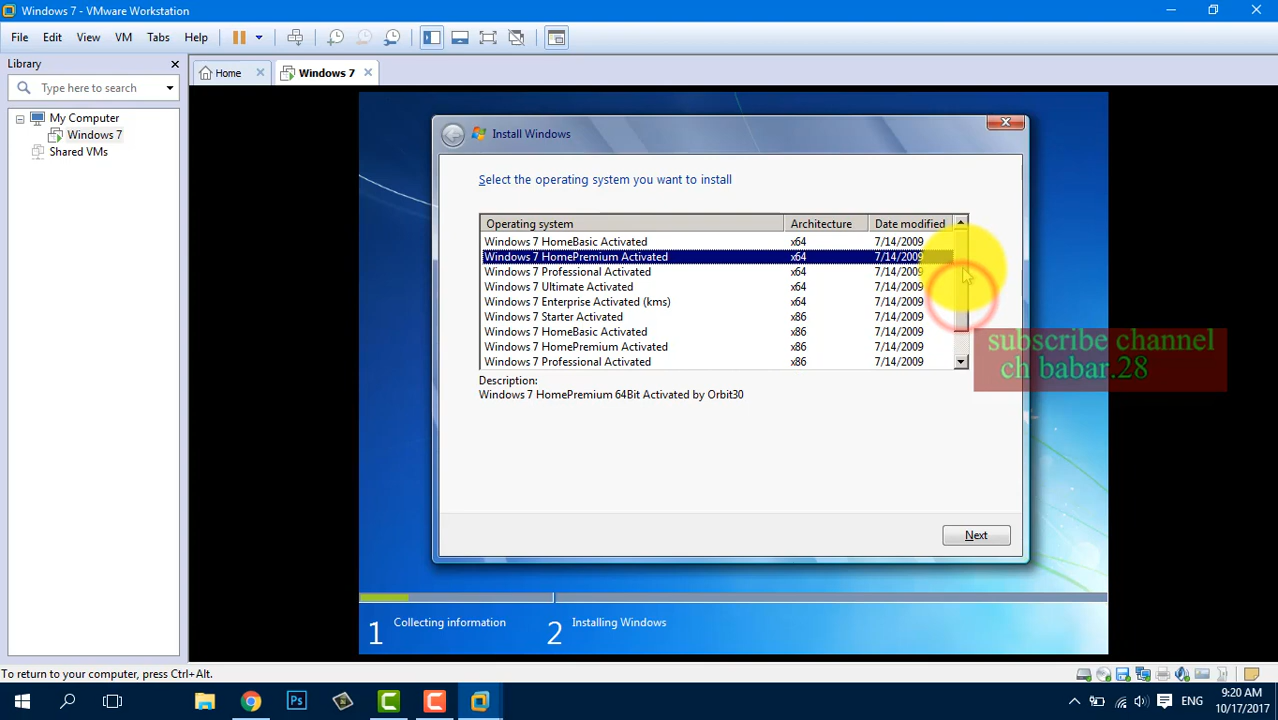 Windows 7 - VMware Workstation
File Edit View VM Tabs Help
Library
Type here to search
My Computer
Windows 7
Shared VMs
Home
Windows 7
Install Windows
Select the operating system you want to install
Operating system Architecture Date modified
Windows 7 HomeBasic Activated x64 7/14/2009
Windows 7 HomePremium Activated x64 7/14/2009
Windows 7 Professional Activated x64 7/14/2009
Windows 7 Ultimate Activated x64 7/14/2009
Windows 7 Enterprise Activated (kms) x64 7/14/2009
Windows 7 Starter Activated x86 7/14/2009
Windows 7 HomeBasic Activated x86 7/14/2009
Windows 7 HomePremium Activated x86 7/14/2009
Windows 7 Professional Activated x86 7/14/2009
Description:
Windows 7 HomePremium 64Bit Activated by Orbit30
subscribe channel
ch babar.28
Next
1 Collecting information 2 Installing Windows
To return to your computer, press Ctrl+Alt.
Ps
ENG
9:20 AM
10/17/2017